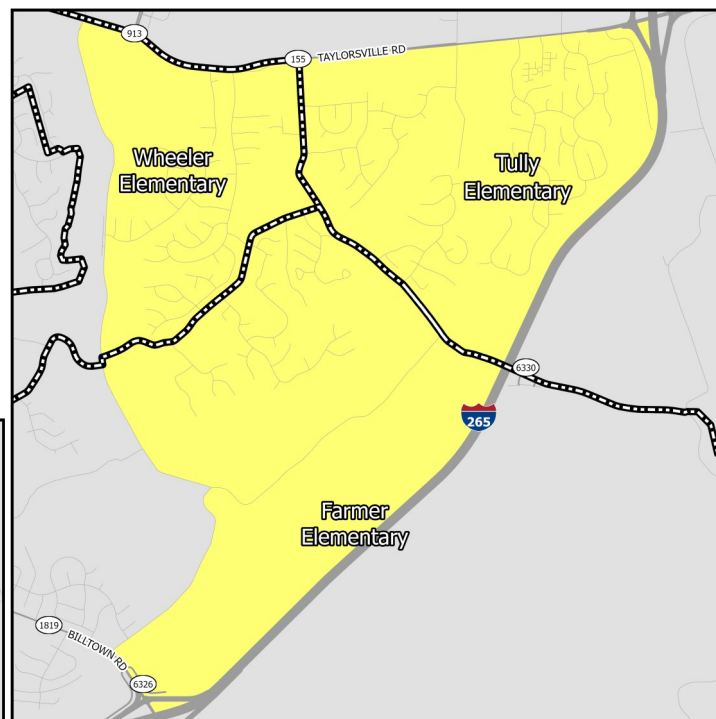 913
155
TAYLORSVILLE RD
Wheeler
Elementary
Tully
Elementary
6330
265
Farmer
Elementary
1819
BILLTOWN RD
6326